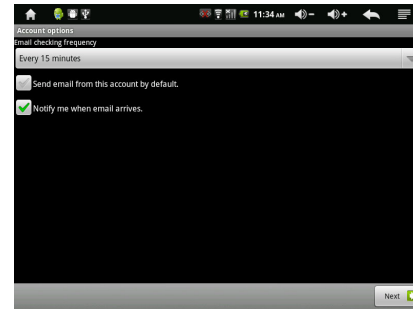 11:34 AM
Account options
Email checking frequency
Every 15 minutes
Send email from this account by default.
Notify me when email arrives.
Next